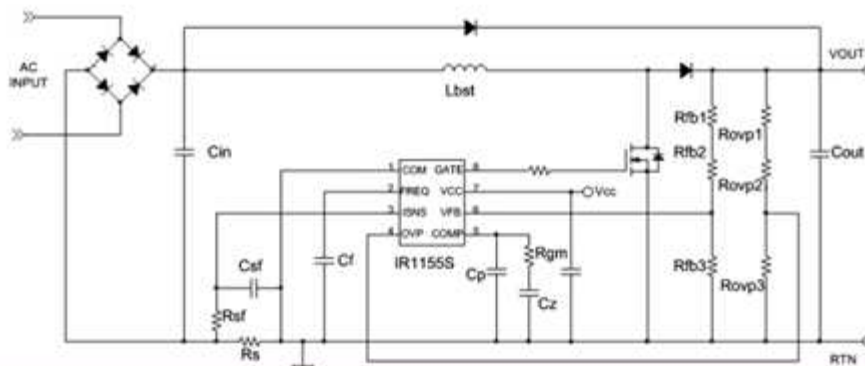 AC
INPUT
VOUT
Lbst
Rfb1
Rovp1
Cin
Rfb2
Cout
1
COM
GATE
8
Rovp2
2
FREQ
VCC
7
Vcc
3
ISNS
VFB
6
4
OVP
COMP
5
Csf
Cf
IR1155S
Rgm
Cp
Rfb3
Rovp3
Cz
Rsf
Rs
RTN